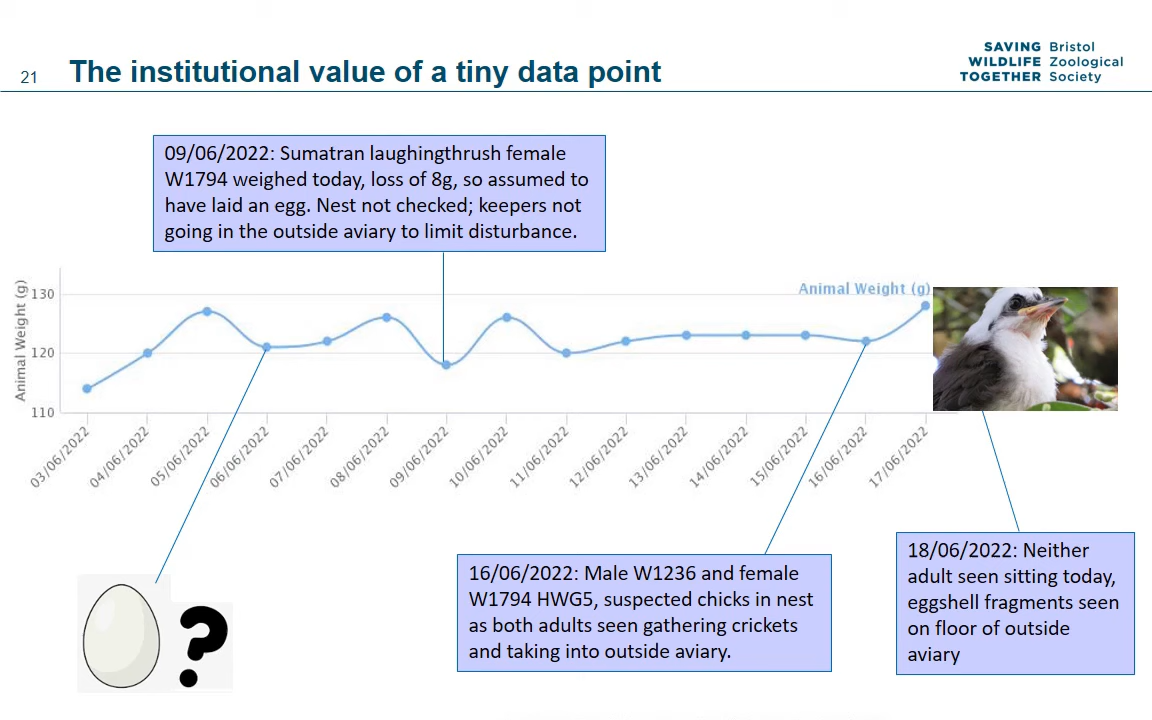 21
The institutional value of a tiny data point
SAVING Bristol
WILDLIFE Zoological
TOGETHER Society
09/06/2022: Sumatran laughingthrush female
W1794 weighed today, loss of 8g, so assumed to
have laid an egg. Nest not checked; keepers not
going in the outside aviary to limit disturbance.
Animal Weight (g)
Animal Weight (g)
130
120
110
03/06/2022
04/06/2022
05/06/2022
06/06/2022
07/06/2022
08/06/2022
09/06/2022
10/06/2022
11/06/2022
12/06/2022
13/06/2022
14/06/2022
15/06/2022
16/06/2022
17/06/2022
?
16/06/2022: Male W1236 and female
W1794 HWG5, suspected chicks in nest
as both adults seen gathering crickets
and taking into outside aviary.
18/06/2022: Neither
adult seen sitting today,
eggshell fragments seen
on floor of outside
aviary